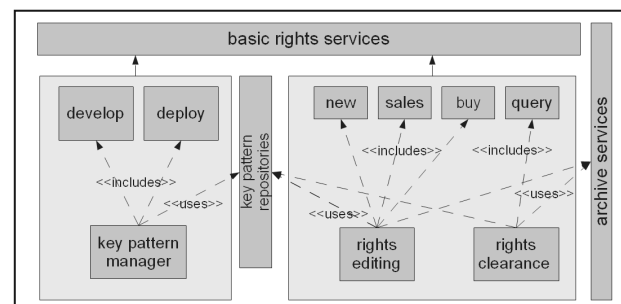 basic rights services
develop
deploy
<<includes>>
<<uses>>
key pattern
manager
key pattern
repositories
new
sales
buy
query
<<includes>>
<<includes>>
<<uses>>
<<uses>>
rights
editing
rights
clearance
archive services